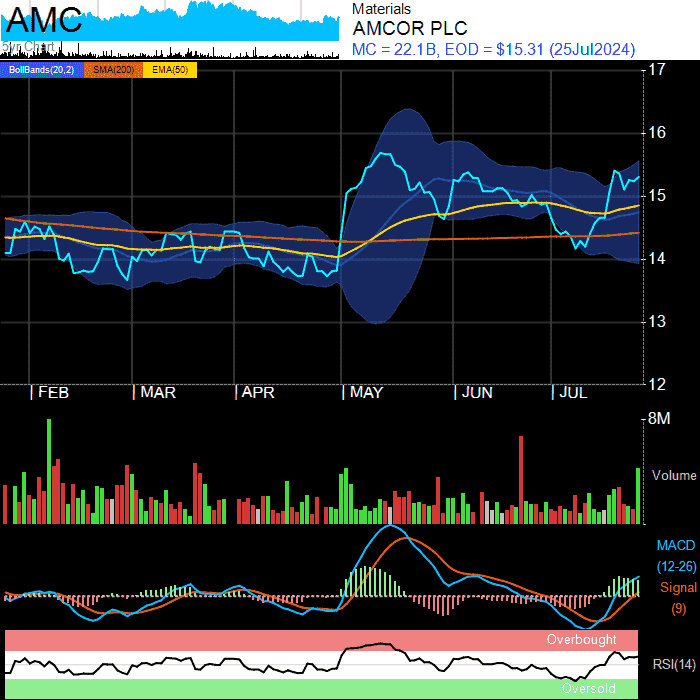 AMC
5yr Chart
Materials
AMCOR PLC
MC = 22.1B, EOD = $15.31 (25Jul2024)
BollBands(20,2) SMA(200) EMA(50)
17
16
15
14
13
12
| FEB | MAR | APR | MAY | JUN | JUL
8M
Volume
MACD
(12-26)
Signal
(9)
Overbought
RSI(14)
Oversold